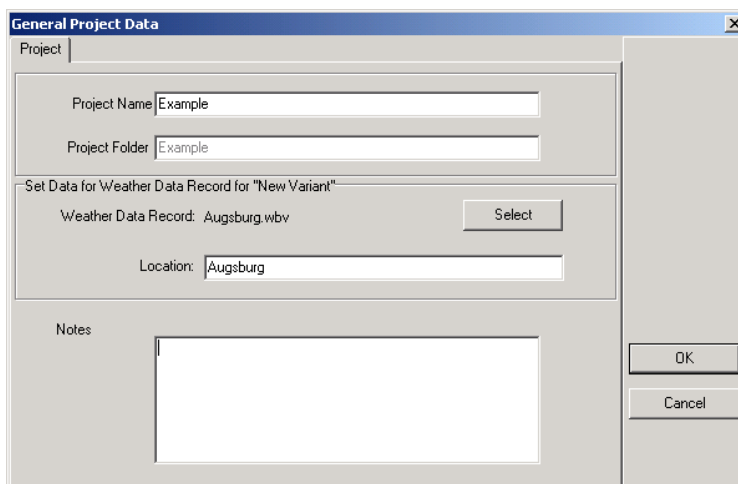 General Project Data
Project
Project Name Example
Project Folder Example
Set Data for Weather Data Record for "New Variant"
Weather Data Record: Augsburg.wbv Select
Location: Augsburg
Notes
OK
Cancel